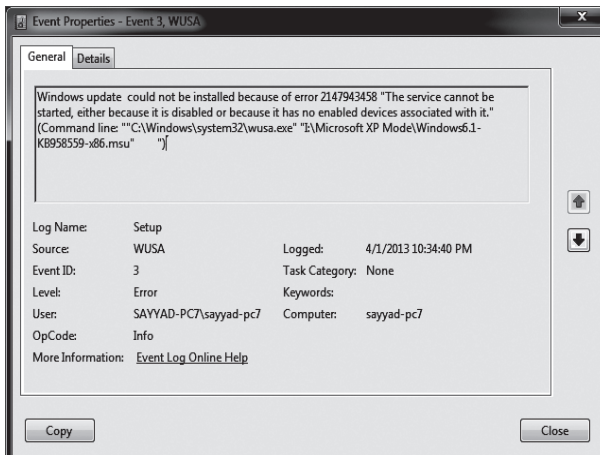 Event Properties - Event 3, WUSA
General Details
Windows update could not be installed because of error 2147943458 "The service cannot be
started, either because it is disabled or because it has no enabled devices associated with it."
(Command line: ""C:\Windows\system32\wusa.exe" "I:\Microsoft XP Mode\Windows6.1-
KB958559-x86.msu" ")
Log Name: Setup
Source: WUSA Logged: 4/1/2013 10:34:40 PM
Event ID: 3 Task Category: None
Level: Error Keywords:
User: SAYYAD-PC7\sayyad-pc7 Computer: sayyad-pc7
OpCode: Info
More Information: Event Log Online Help
Copy Close